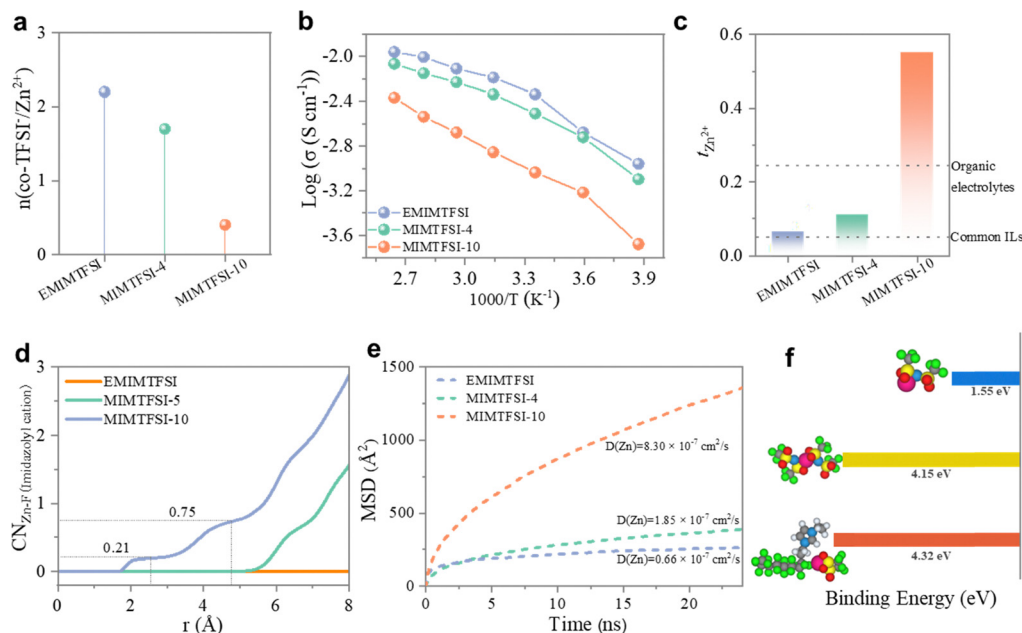 a
n(co-TFSI⁻/Zn²⁺)
2
1
0
EMIMTFSI
MIMTFSI-4
MIMTFSI-10
b
Log (σ (S cm⁻¹))
-2.0
-2.4
-2.8
-3.2
-3.6
EMIMTFSI
MIMTFSI-4
MIMTFSI-10
2.7 3.0 3.3 3.6 3.9
1000/T (K⁻¹)
c
t Zn²⁺
0.6
0.4
0.2
0.0
Organic
electrolytes
Common ILs
EMIMTFSI
MIMTFSI-4
MIMTFSI-10
d
CN Zn-F (Imidazolyl cation)
3
2
1
0
EMIMTFSI
MIMTFSI-5
MIMTFSI-10
0.75
0.21
0 2 4 6 8
r (Å)
e
MSD (Å²)
1500
1000
500
0
EMIMTFSI
MIMTFSI-4
MIMTFSI-10
D(Zn)=8.30 × 10⁻⁷ cm²/s
D(Zn)=1.85 × 10⁻⁷ cm²/s
D(Zn)=0.66 × 10⁻⁷ cm²/s
0 5 10 15 20
Time (ns)
f
1.55 eV
4.15 eV
4.32 eV
Binding Energy (eV)